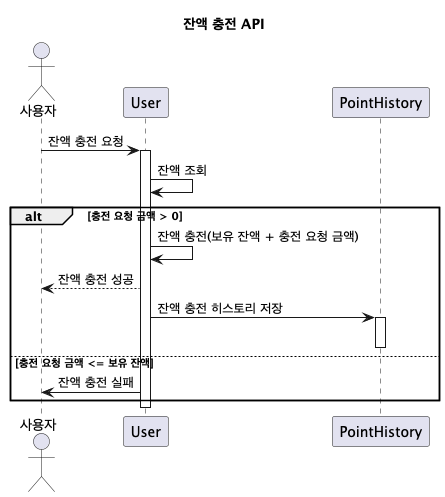 잔액 충전 API
사용자
User
PointHistory
잔액 충전 요청
잔액 조회
alt
[충전 요청 금액 > 0]
잔액 충전(보유 잔액 + 충전 요청 금액)
잔액 충전 성공
잔액 충전 히스토리 저장
[충전 요청 금액 <= 보유 잔액]
잔액 충전 실패
사용자
User
PointHistory